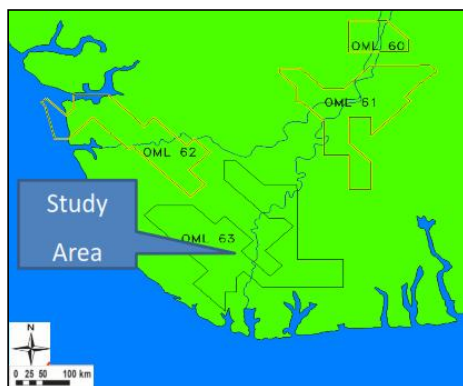 OML 60
OML 61
OML 62
Study
Area
OML 63
N
0 25 50 100 km